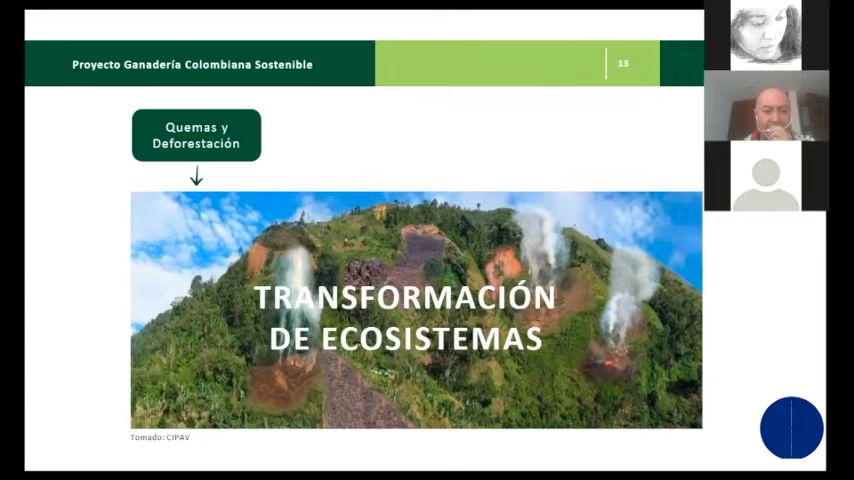 Proyecto Ganadería Colombiana Sostenible
13
Quemas y
Deforestación
TRANSFORMACIÓN
DE ECOSISTEMAS
Tomado: CIPAV